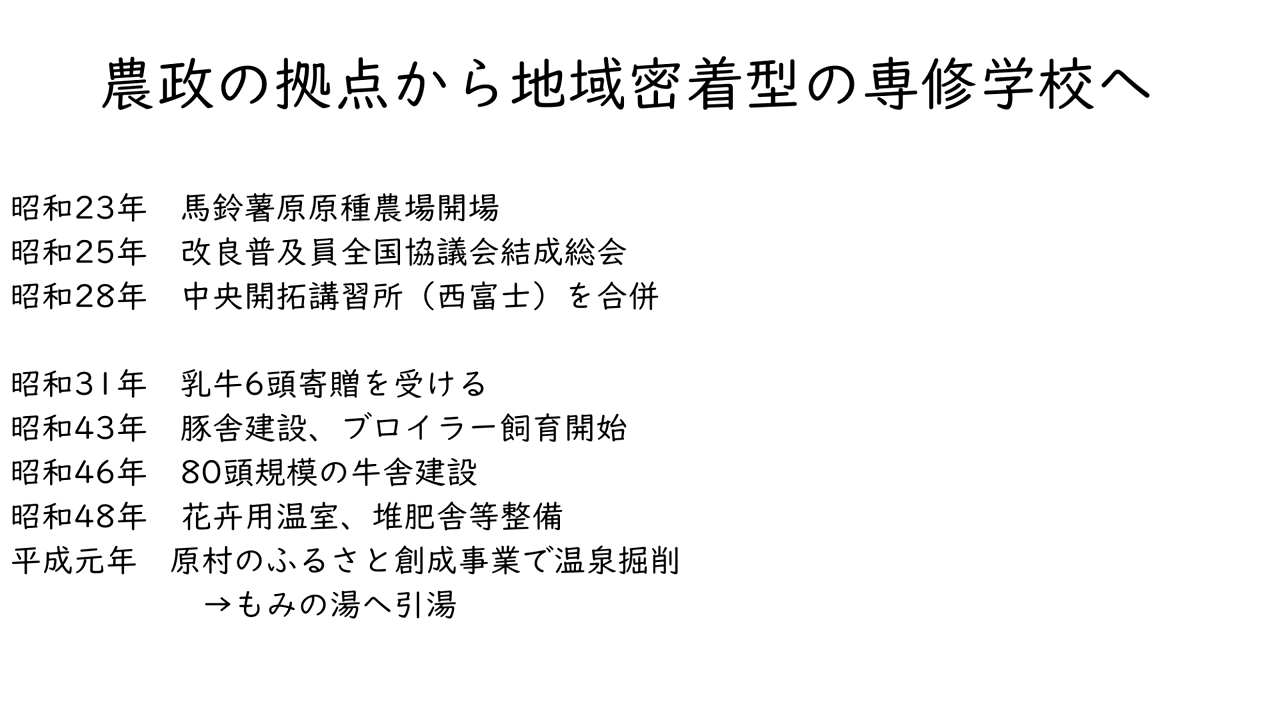 農政の拠点から地域密着型の専修学校へ
昭和23年　馬鈴薯原原種農場開場
昭和25年　改良普及員全国協議会結成総会
昭和28年　中央開拓講習所（西富士）を合併
昭和31年　乳牛6頭寄贈を受ける
昭和43年　豚舎建設、ブロイラー飼育開始
昭和46年　80頭規模の牛舎建設
昭和48年　花卉用温室、堆肥舎等整備
平成元年　原村のふるさと創成事業で温泉掘削
→もみの湯へ引湯